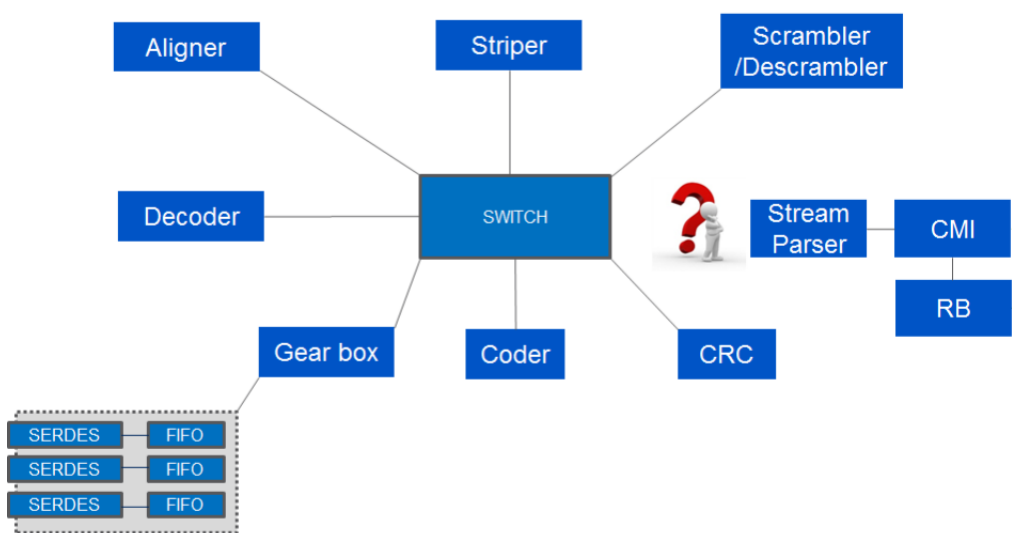 Aligner
Striper
Scrambler
/Descrambler
Decoder
SWITCH
Stream
Parser
CMI
RB
Gear box
Coder
CRC
SERDES
FIFO
SERDES
FIFO
SERDES
FIFO